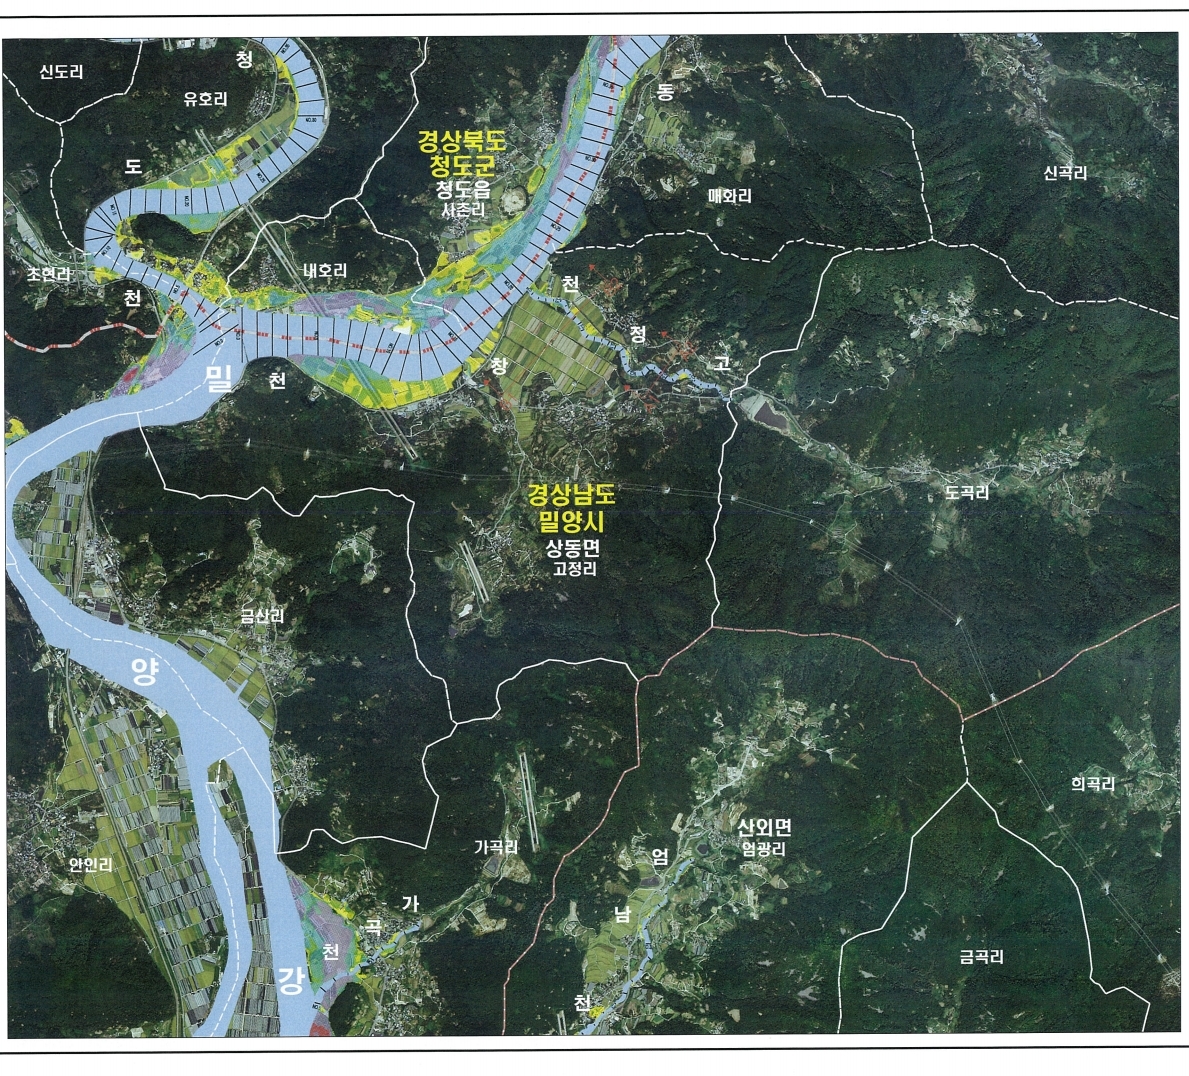 신도리
청
유호리
동
경상북도
청도군
청도읍
사촌리
도
매화리
신곡리
초현리
내호리
천
천
정
고
창
밀
천
경상남도
밀양시
상동면
고정리
도곡리
금산리
양
희곡리
산외면
엄광리
가곡리
엄
안인리
가
남
곡
천
금곡리
강
천